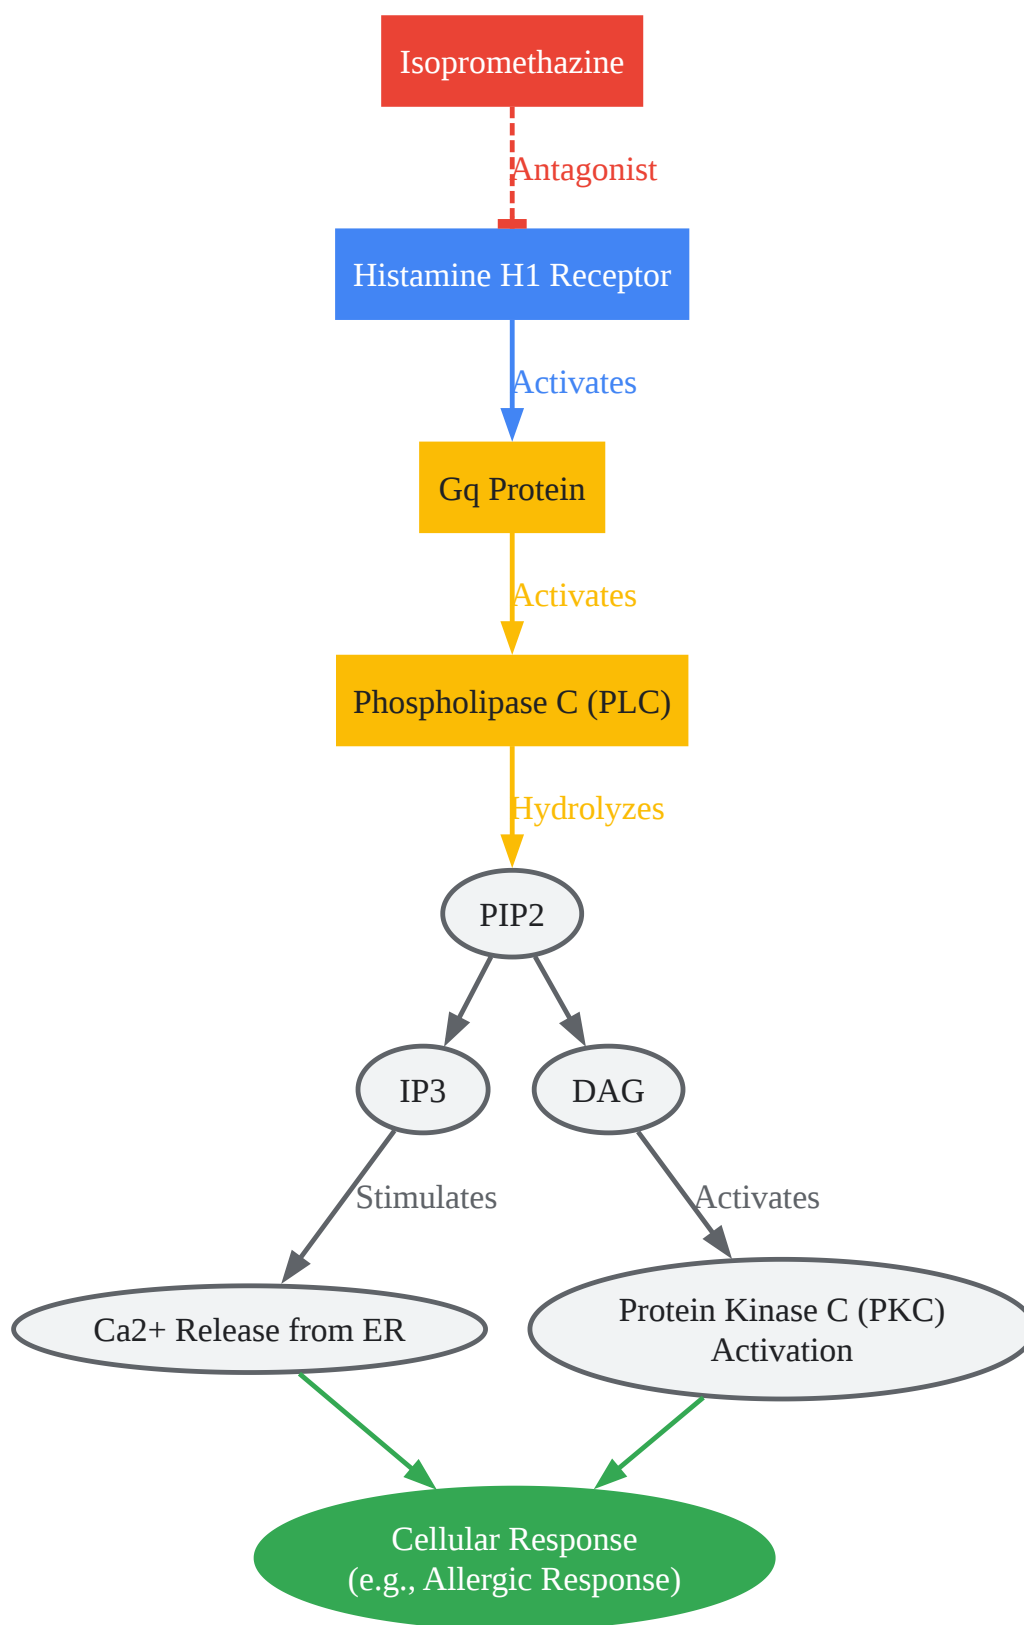 Isopromethazine
Antagonist
Histamine H1 Receptor
Activates
Gq Protein
Activates
Phospholipase C (PLC)
Hydrolyzes
PIP2
IP3
DAG
Stimulates
Activates
Ca2+ Release from ER
Protein Kinase C (PKC)
Activation
Cellular Response
(e.g., Allergic Response)